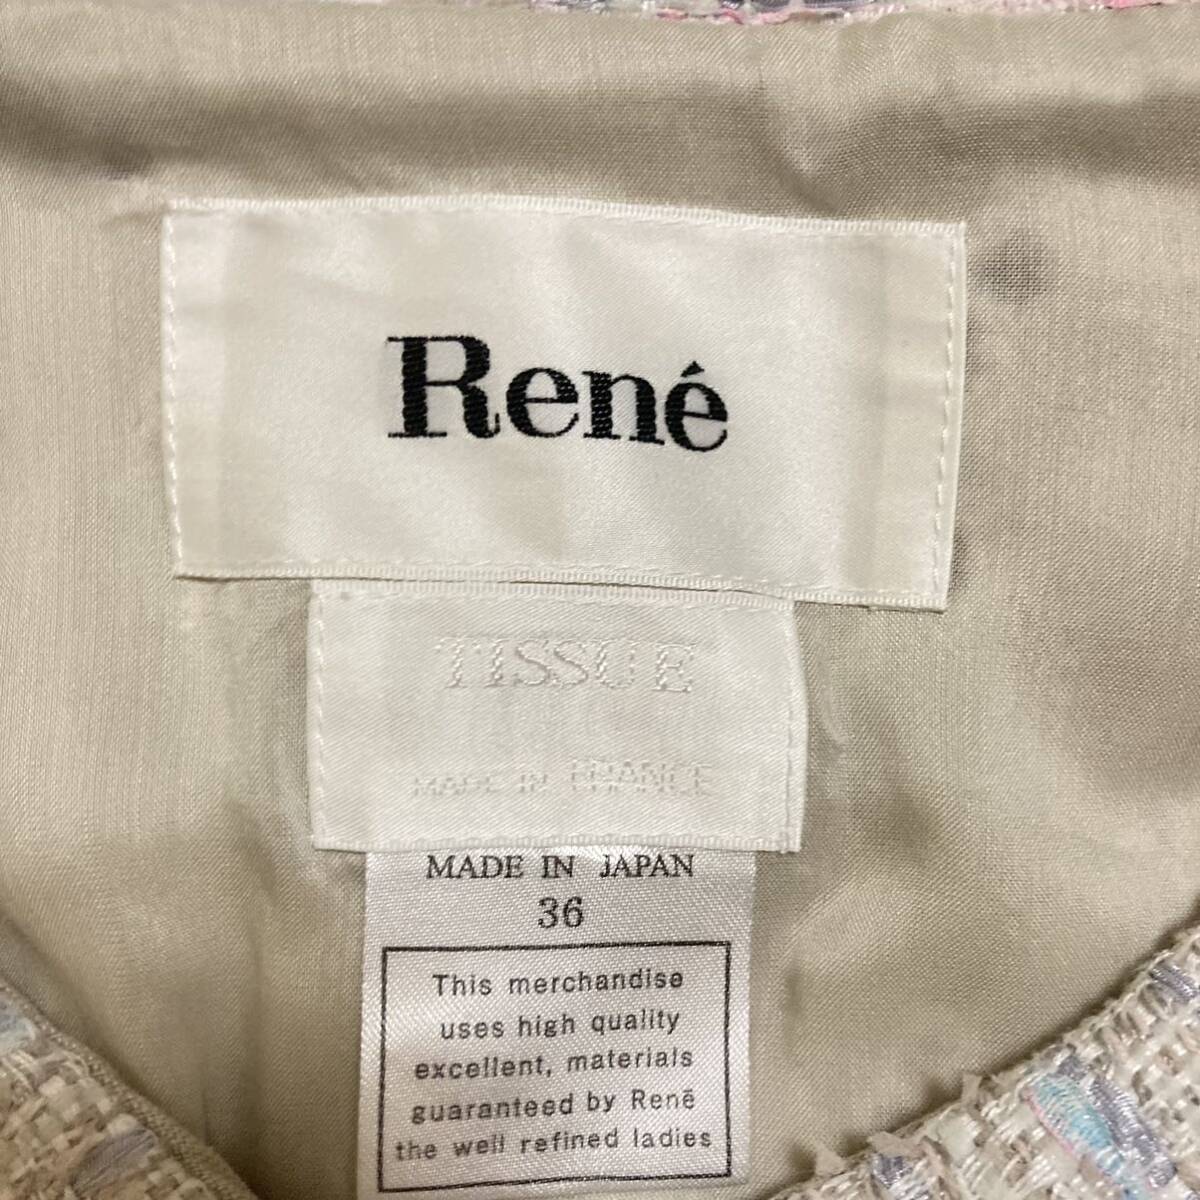 René
TISSUE
MADE IN FRANCE
MADE IN JAPAN
36
This merchandise
uses high quality
excellent, materials
guaranteed by René
the well refined ladies